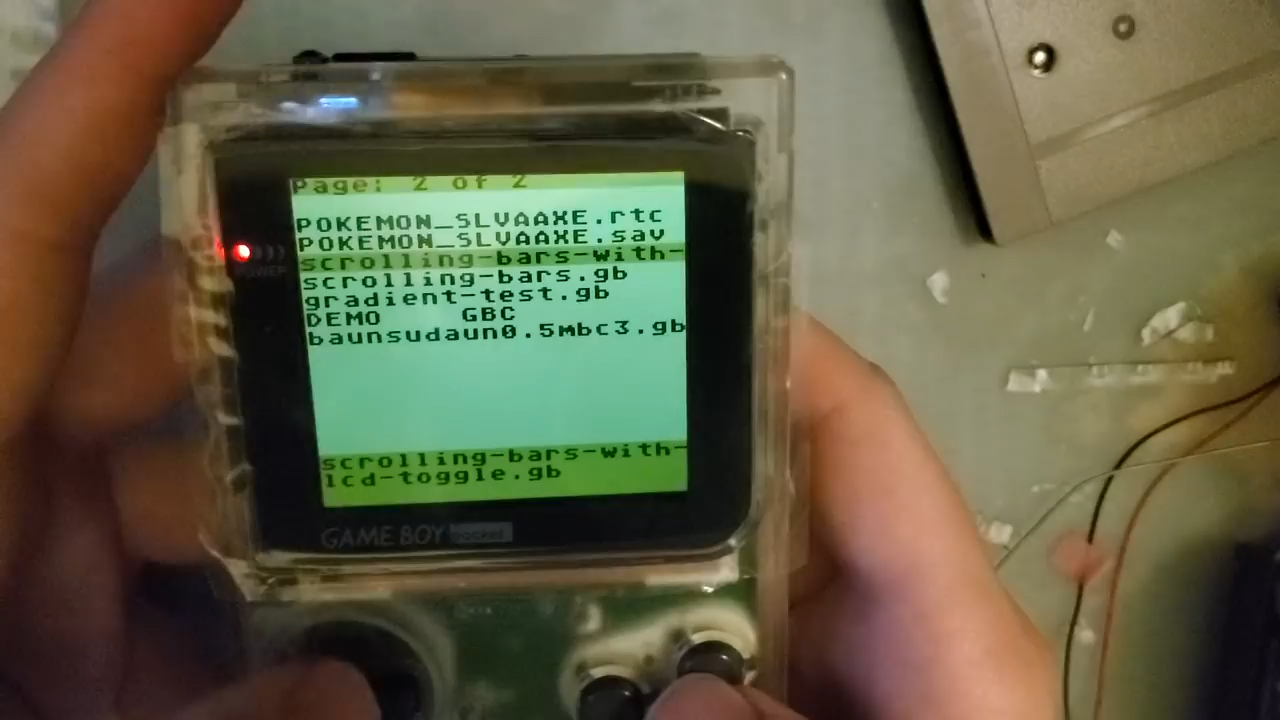 Page: 2 of 2
POKEMON_SLVAAXE.rtc
POKEMON_SLVAAXE.sav
scrolling-bars-with-
scrolling-bars.gb
gradient-test.gb
DEMO GBC
baunsudaun0.5mbc3.gb
scrolling-bars-with-
lcd-toggle.gb
POWER
GAME BOY pocket